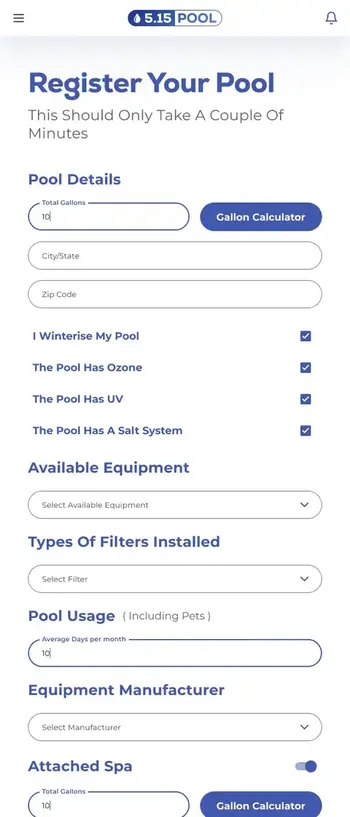 5.15 POOL
Register Your Pool
This Should Only Take A Couple Of
Minutes
Pool Details
Total Gallons
10
Gallon Calculator
City/State
Zip Code
I Winterise My Pool
The Pool Has Ozone
The Pool Has UV
The Pool Has A Salt System
Available Equipment
Select Available Equipment
Types Of Filters Installed
Select Filter
Pool Usage ( Including Pets )
Average Days per month
10
Equipment Manufacturer
Select Manufacturer
Attached Spa
Total Gallons
10
Gallon Calculator